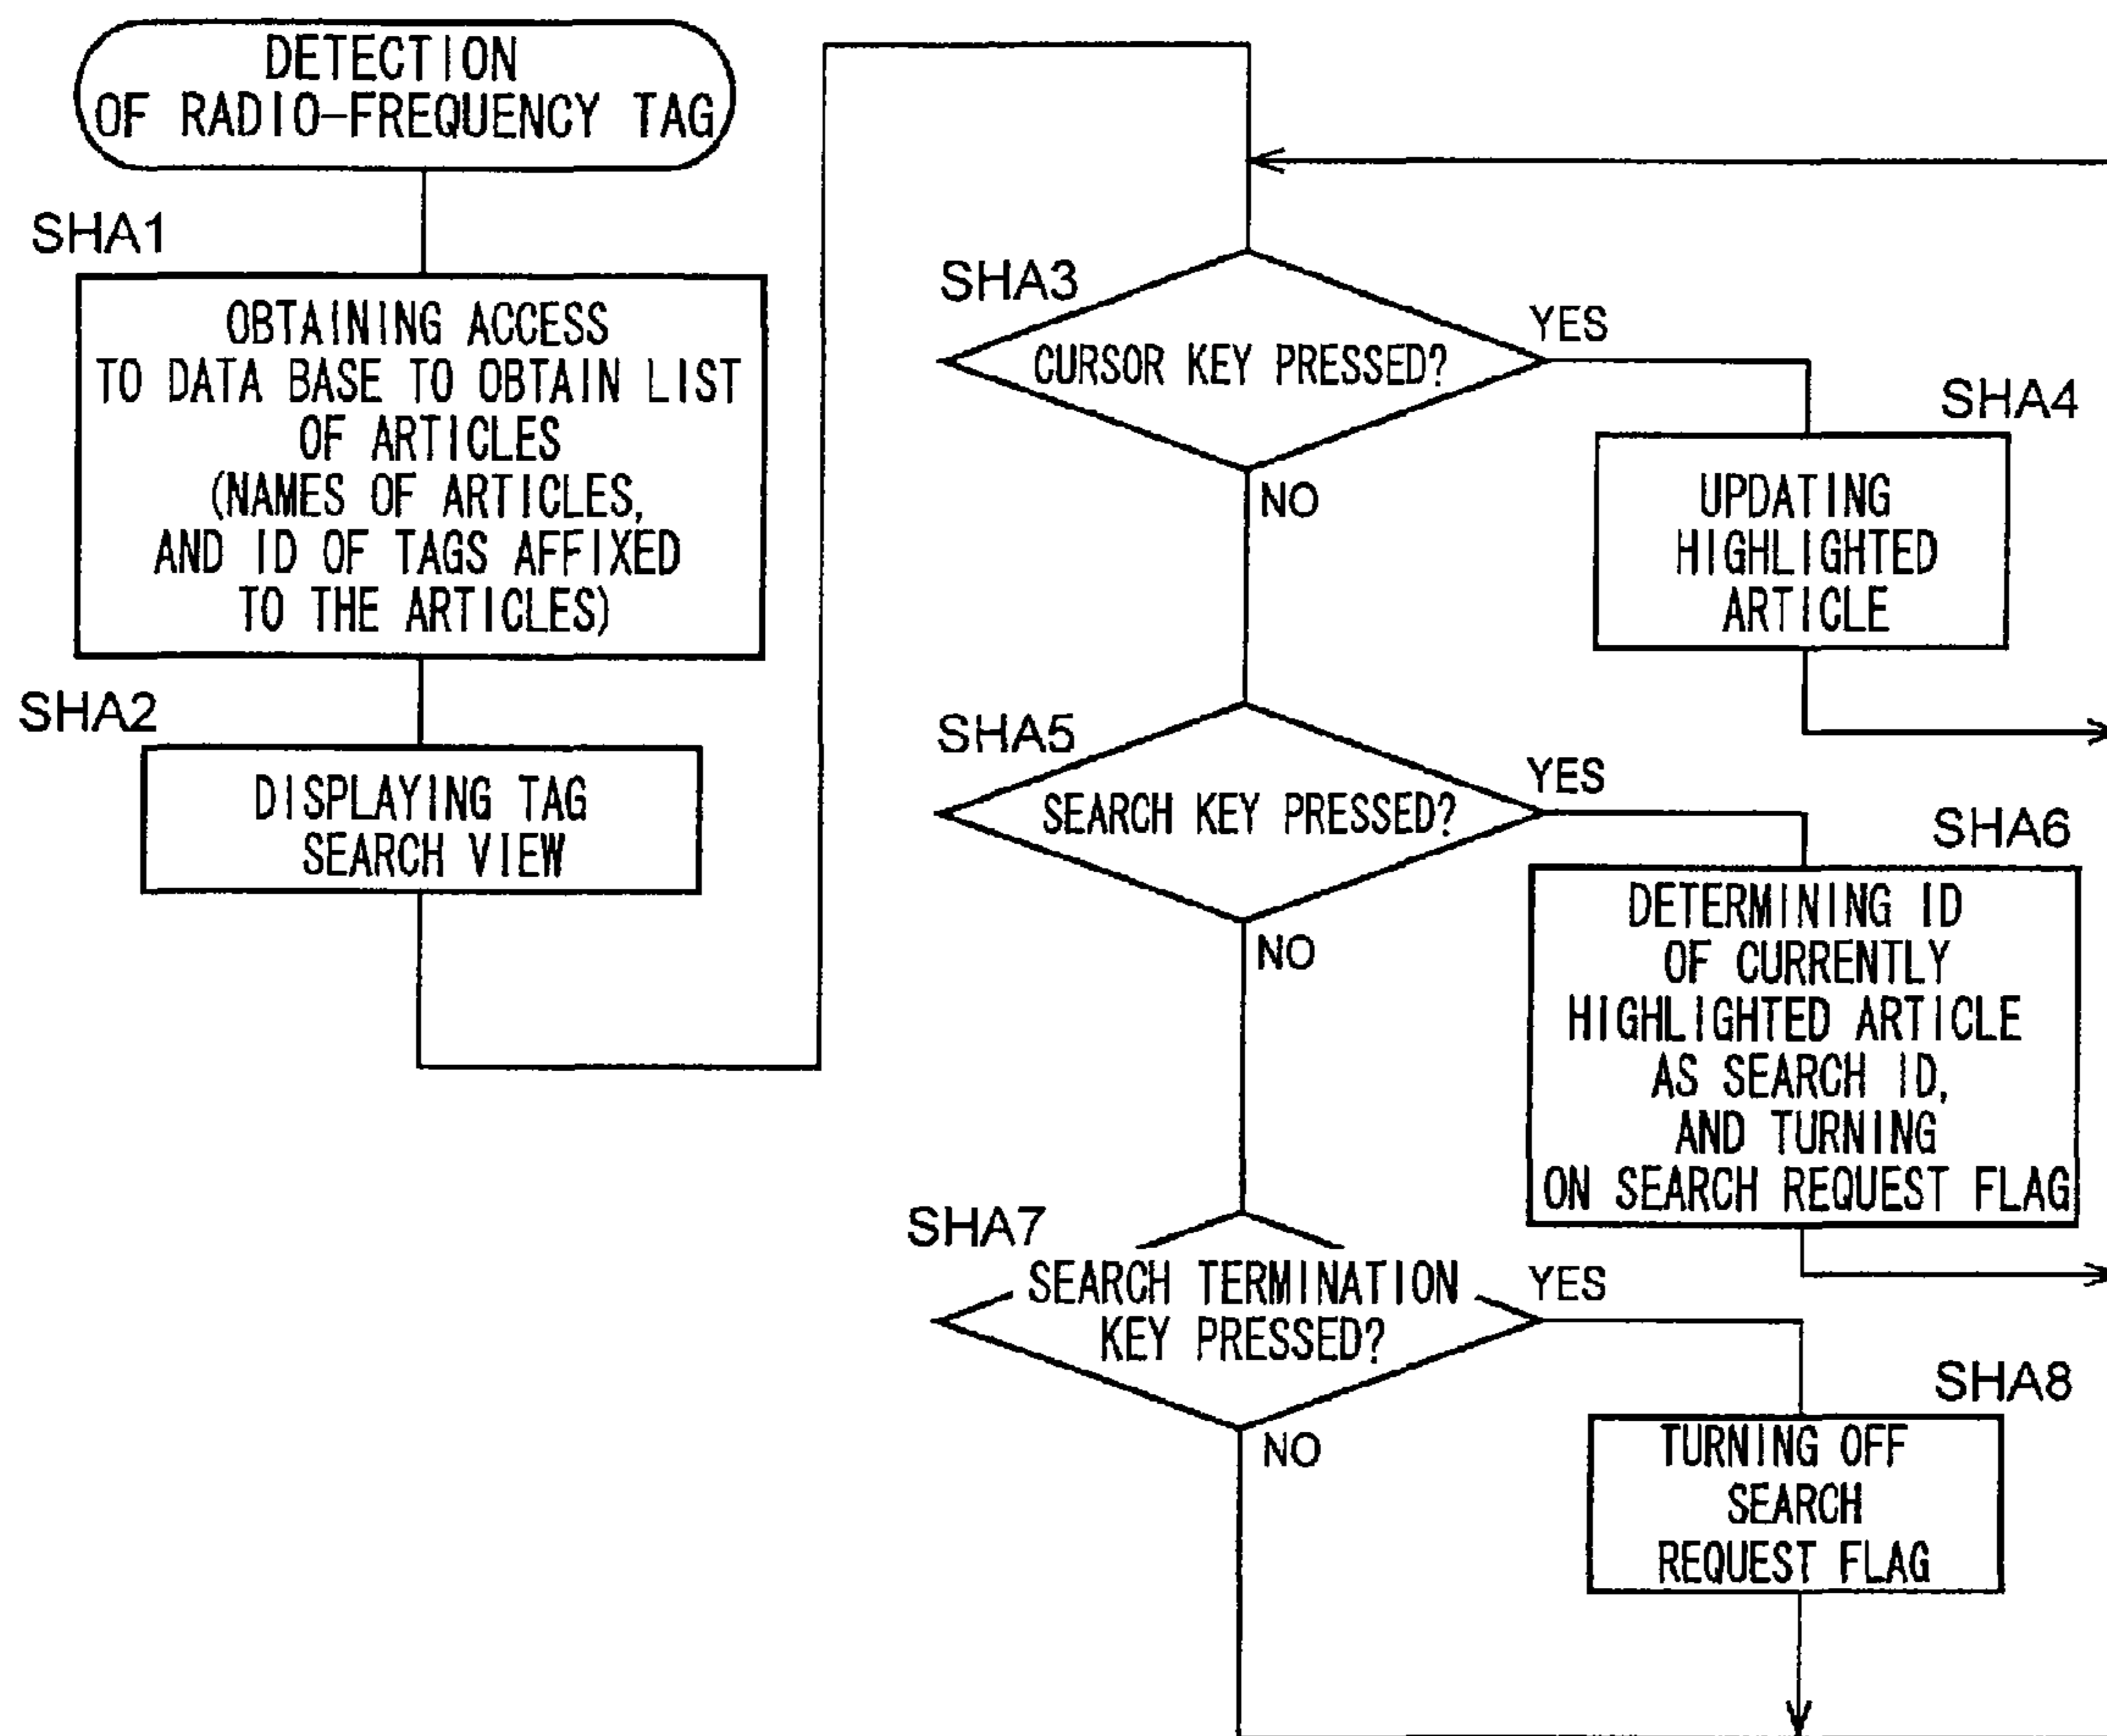 DETECTION
OF RADIO-FREQUENCY TAG
SHA1
OBTAINING ACCESS
TO DATA BASE TO OBTAIN LIST
OF ARTICLES
(NAMES OF ARTICLES,
AND ID OF TAGS AFFIXED
TO THE ARTICLES)
SHA2
DISPLAYING TAG
SEARCH VIEW
SHA3
CURSOR KEY PRESSED?
YES
NO
SHA4
UPDATING
HIGHLIGHTED
ARTICLE
SHA5
SEARCH KEY PRESSED?
YES
NO
SHA6
DETERMINING ID
OF CURRENTLY
HIGHLIGHTED ARTICLE
AS SEARCH ID,
AND TURNING
ON SEARCH REQUEST FLAG
SHA7
SEARCH TERMINATION
KEY PRESSED?
YES
NO
SHA8
TURNING OFF
SEARCH
REQUEST FLAG